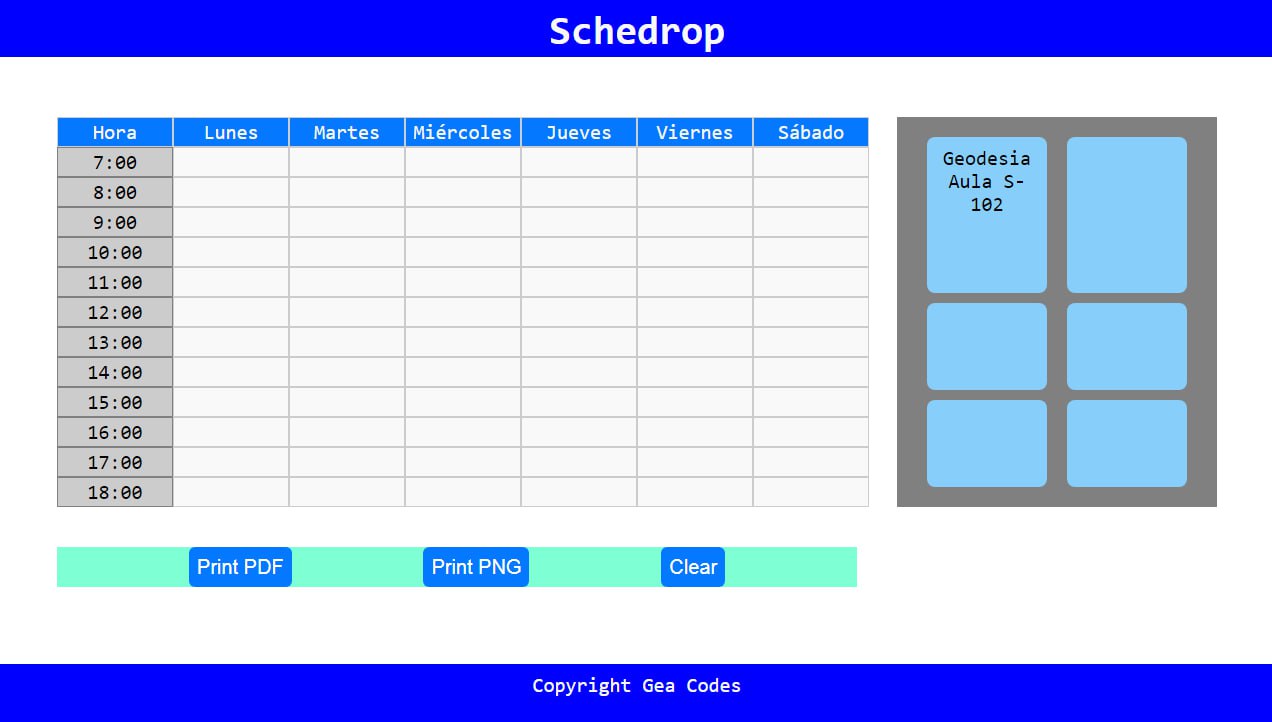 Schedrop
Hora Lunes Martes Miércoles Jueves Viernes Sábado
7:00
8:00
9:00
10:00
11:00
12:00
13:00
14:00
15:00
16:00
17:00
18:00
Geodesia
Aula S-
102
Print PDF Print PNG Clear
Copyright Gea Codes